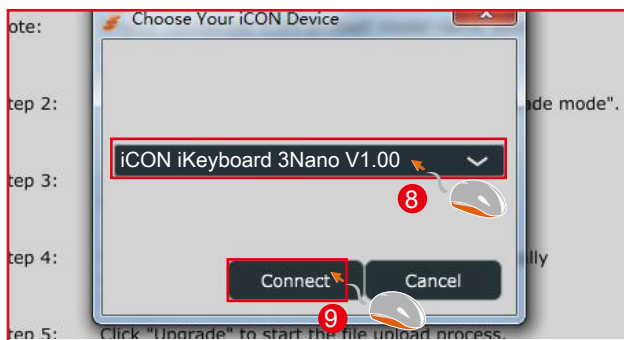 Choose Your iCON Device
ote:
tep 2:
ade mode".
iCON iKeyboard 3Nano V1.00
tep 3:
8
tep 4:
lly
Connect
Cancel
9
tep 5:
Click "Upgrade" to start the file upload process.